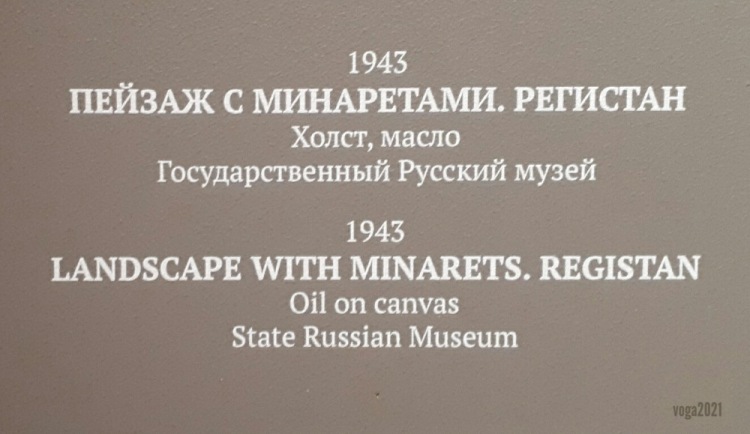 1943
ПЕЙЗАЖ С МИНАРЕТАМИ. РЕГИСТАН
Холст, масло
Государственный Русский музей
1943
LANDSCAPE WITH MINARETS. REGISTAN
Oil on canvas
State Russian Museum
voga2021